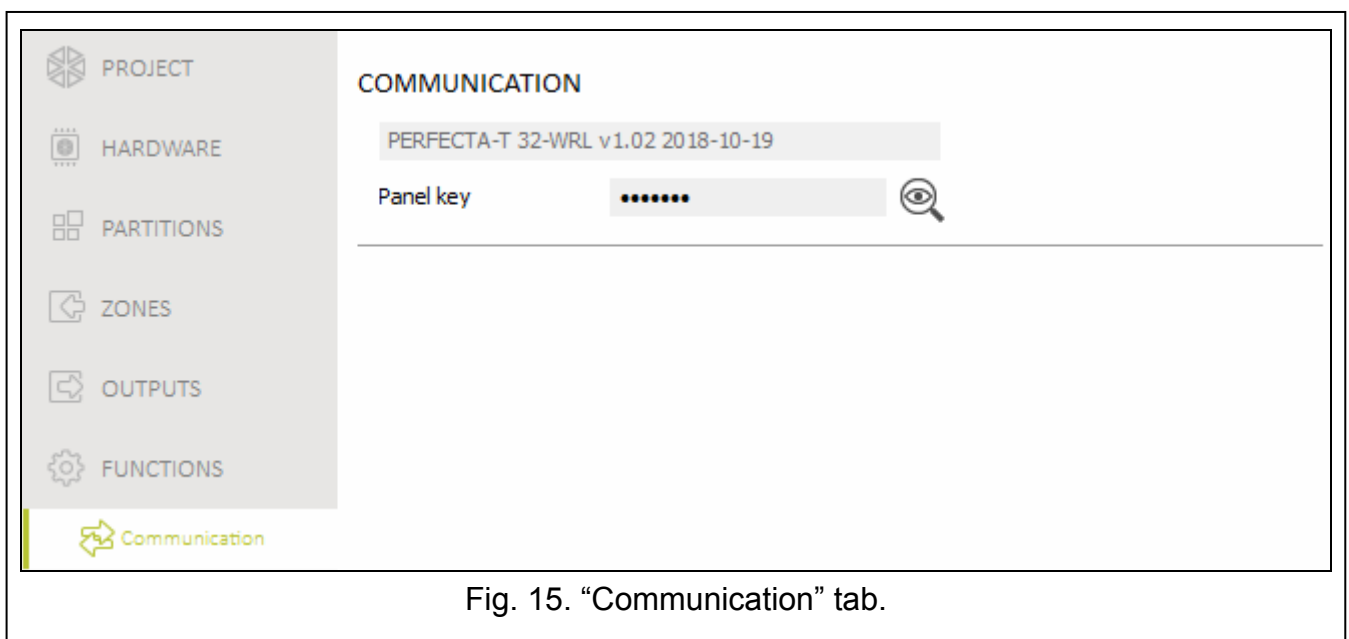 PROJECT
HARDWARE
PARTITIONS
ZONES
OUTPUTS
FUNCTIONS
Communication
COMMUNICATION
PERFECTA-T 32-WRL v1.02 2018-10-19
Panel key •••••••
Fig. 15. “Communication” tab.